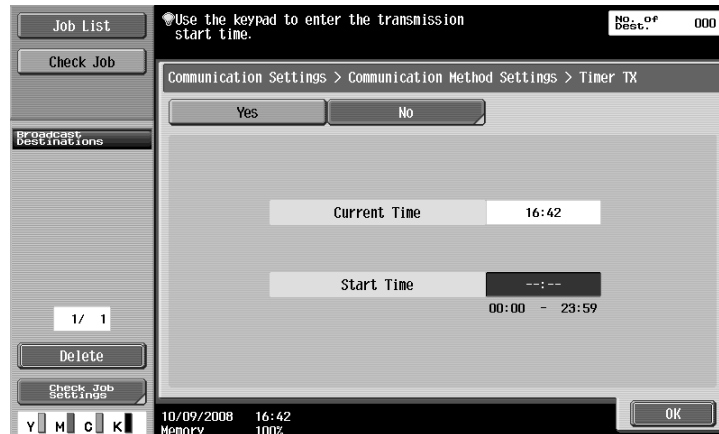 Job List
Check Job
Use the keypad to enter the transmission
start time.
No. of
Dest.
000
Communication Settings > Communication Method Settings > Timer TX
Yes
No
Broadcast
Destinations
Current Time
16:42
Start Time
--:--
00:00 - 23:59
1/ 1
Delete
Check Job
Settings
Y M C K
10/09/2008 16:42
Memory 100%
OK